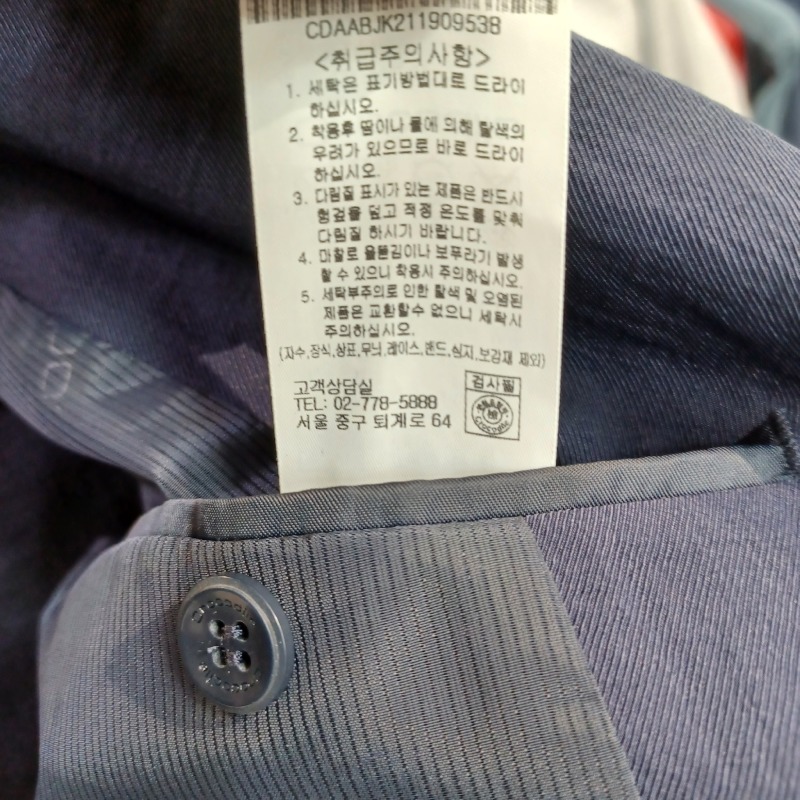 CDAABJK211909538
<취급주의사항>
1. 세탁은 표기방법대로 드라이
하십시오.
2. 착용후 땀이나 물에 의해 탈색의
우려가 있으므로 바로 드라이
하십시오.
3. 다림질 표시가 있는 제품은 반드시
헝겊을 덮고 적정 온도를 맞춰
다림질 하시기 바랍니다.
4. 마찰로 올뜯김이나 보푸라기 발생
할 수 있으니 착용시 주의하십시오.
5. 세탁부주의로 인한 탈색 및 오염된
제품은 교환할수 없으니 세탁시
주의하십시오.
(자수,장식,상표,무늬,레이스,밴드,심지,보강재 제외)
고객상담실
TEL: 02-778-5888
서울 중구 퇴계로 64
검사필
Crocodile
Crocodile